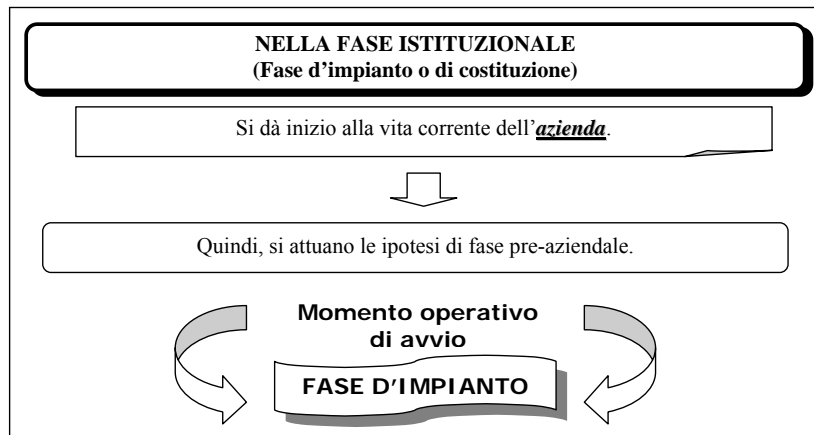 NELLA FASE ISTITUZIONALE
(Fase d’impianto o di costituzione)
Si dà inizio alla vita corrente dell’azienda.
Quindi, si attuano le ipotesi di fase pre-aziendale.
Momento operativo
di avvio
FASE D’IMPIANTO